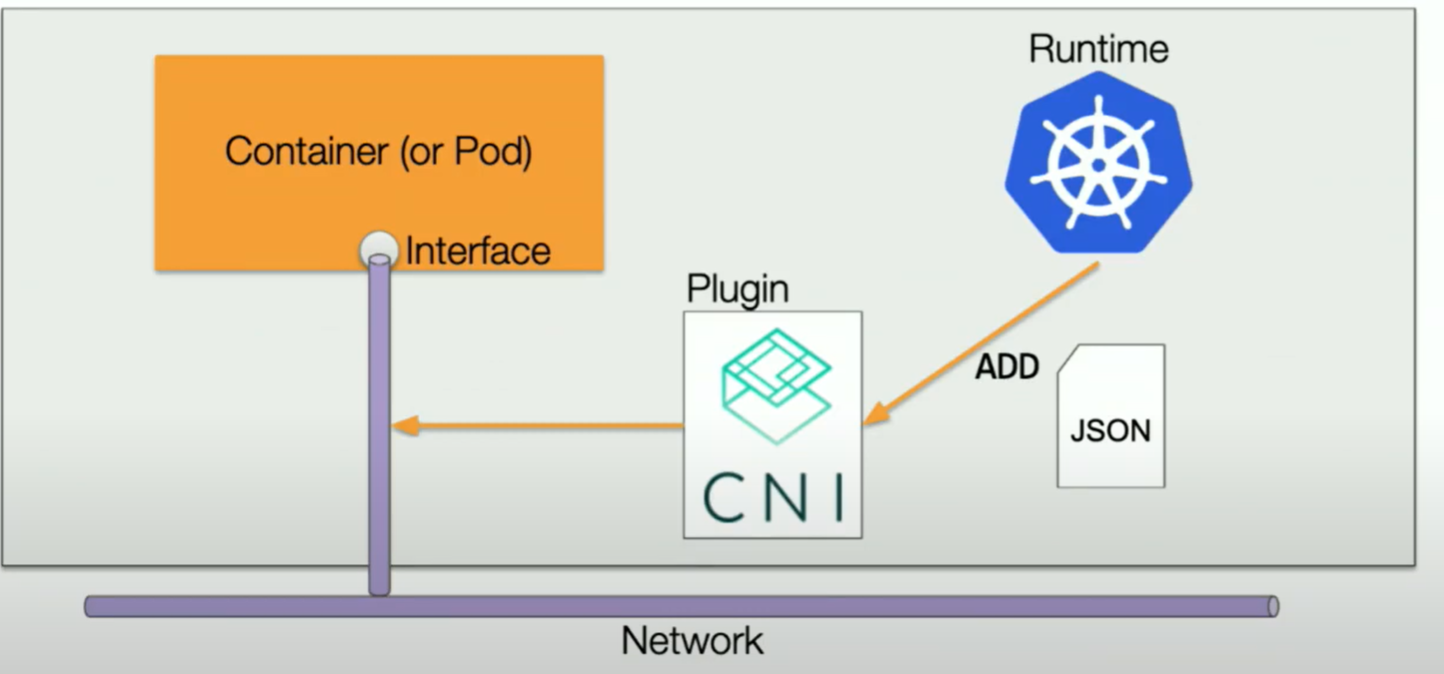 Runtime
Container (or Pod)
Interface
Plugin
ADD
JSON
CNI
Network